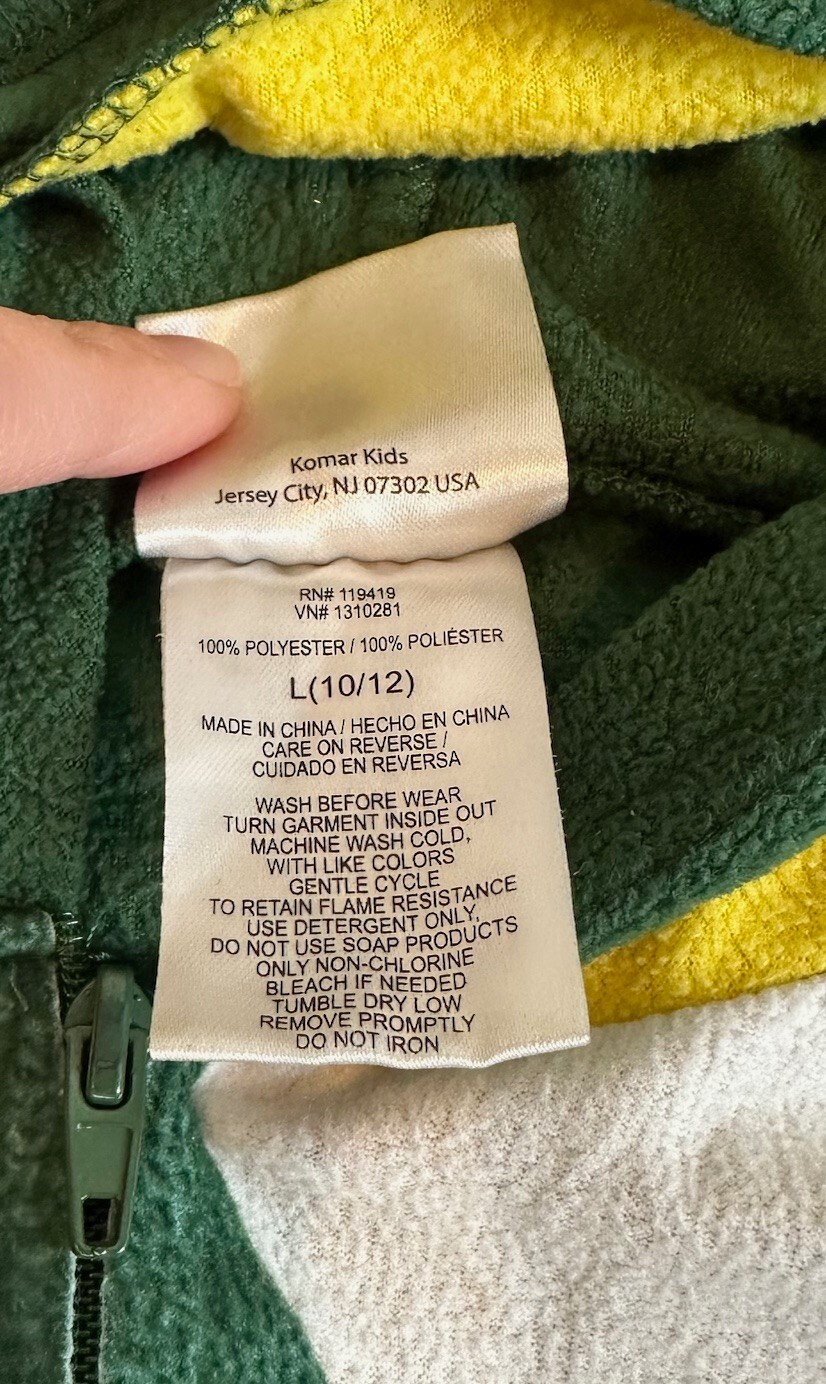 Komar Kids
Jersey City, NJ 07302 USA
RN# 119419
VN# 1310281
100% POLYESTER / 100% POLIÉSTER
L(10/12)
MADE IN CHINA / HECHO EN CHINA
CARE ON REVERSE /
CUIDADO EN REVERSA
WASH BEFORE WEAR
TURN GARMENT INSIDE OUT
MACHINE WASH COLD,
WITH LIKE COLORS
GENTLE CYCLE
TO RETAIN FLAME RESISTANCE
USE DETERGENT ONLY,
DO NOT USE SOAP PRODUCTS
ONLY NON-CHLORINE
BLEACH IF NEEDED
TUMBLE DRY LOW
REMOVE PROMPTLY
DO NOT IRON